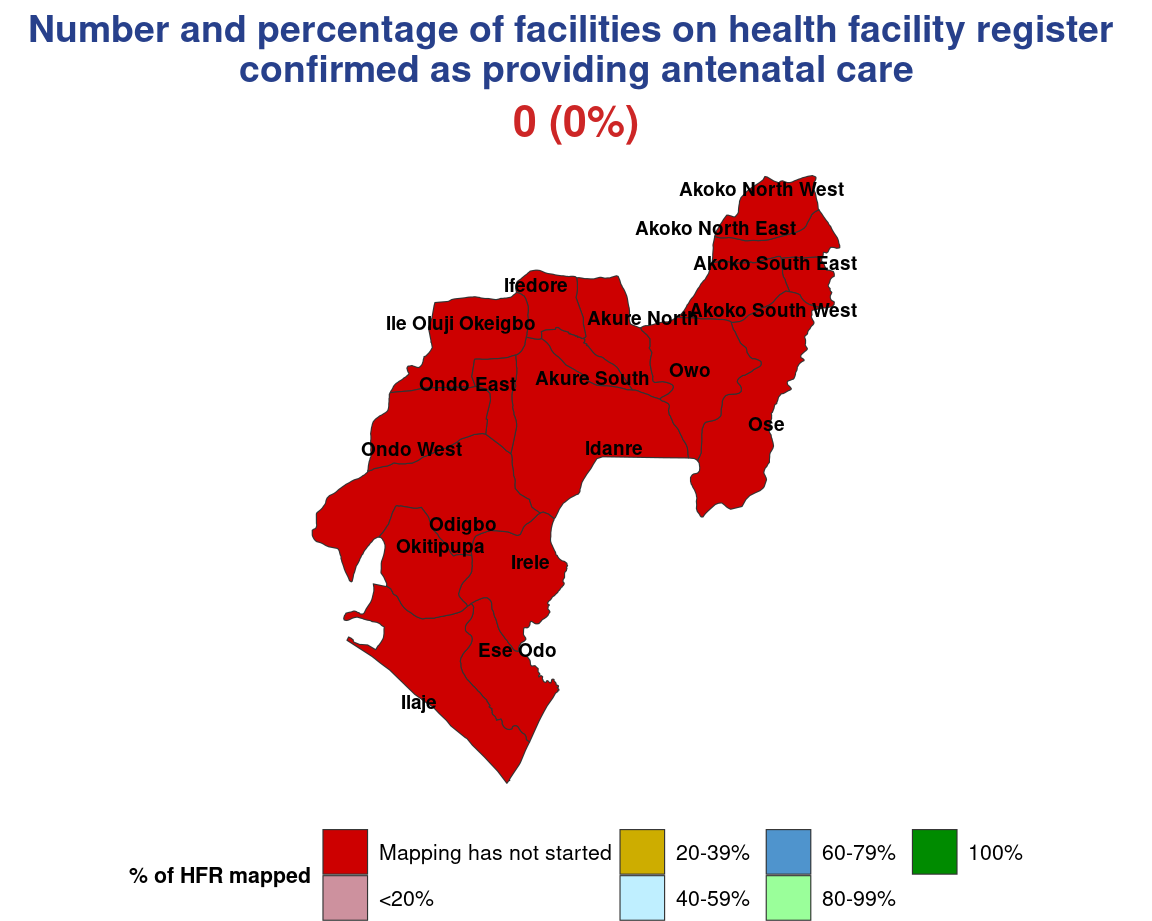 Number and percentage of facilities on health facility register
confirmed as providing antenatal care
0 (0%)
Akoko North West
Akoko North East
Akoko South East
Ifedore
Akoko South West
Akure North
Ile Oluji Okeigbo
Owo
Akure South
Ondo East
Ose
Idanre
Ondo West
Odigbo
Okitipupa
Irele
Ese Odo
Ilaje
% of HFR mapped
Mapping has not started
<20%
20-39%
40-59%
60-79%
80-99%
100%